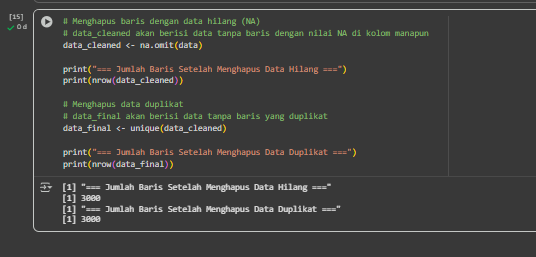 [15]
0 d
# Menghapus baris dengan data hilang (NA)
# data_cleaned akan berisi data tanpa baris dengan nilai NA di kolom manapun
data_cleaned <- na.omit(data)
print("=== Jumlah Baris Setelah Menghapus Data Hilang ===")
print(nrow(data_cleaned))
# Menghapus data duplikat
# data_final akan berisi data tanpa baris yang duplikat
data_final <- unique(data_cleaned)
print("=== Jumlah Baris Setelah Menghapus Data Duplikat ===")
print(nrow(data_final))
[1] "=== Jumlah Baris Setelah Menghapus Data Hilang ==="
[1] 3000
[1] "=== Jumlah Baris Setelah Menghapus Data Duplikat ==="
[1] 3000